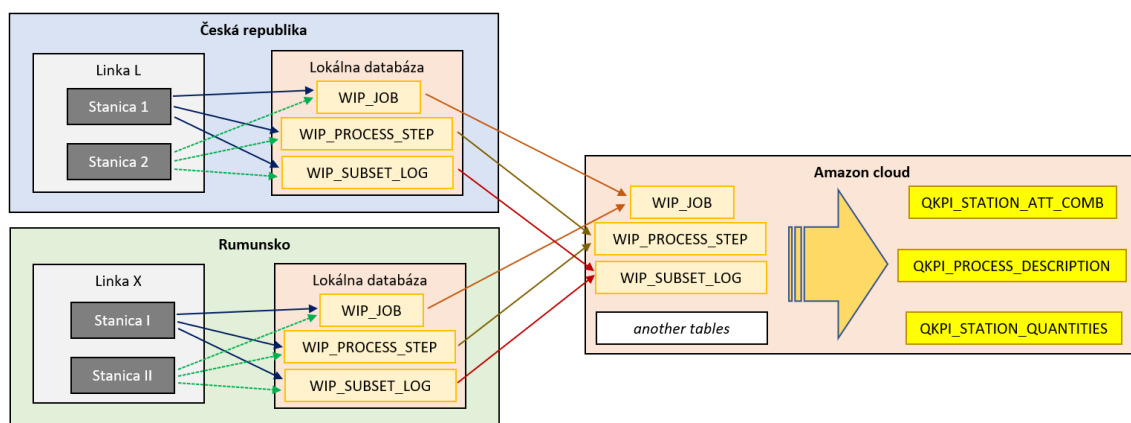 Česká republika
Linka L
Stanica 1
Stanica 2
Lokálna databáza
WIP_JOB
WIP_PROCESS_STEP
WIP_SUBSET_LOG
Rumunsko
Linka X
Stanica I
Stanica II
Lokálna databáza
WIP_JOB
WIP_PROCESS_STEP
WIP_SUBSET_LOG
Amazon cloud
WIP_JOB
WIP_PROCESS_STEP
WIP_SUBSET_LOG
another tables
QKPI_STATION_ATT_COMB
QKPI_PROCESS_DESCRIPTION
QKPI_STATION_QUANTITIES